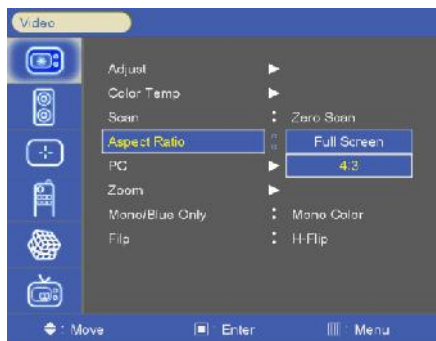 Video
Adjust
Color Temp
Scan : Zero Scan
Aspect Ratio : Full Screen
PC 4:3
Zoom
Mono/Blue Only : Mono Color
Flip : H-Flip
: Move : Enter : Menu